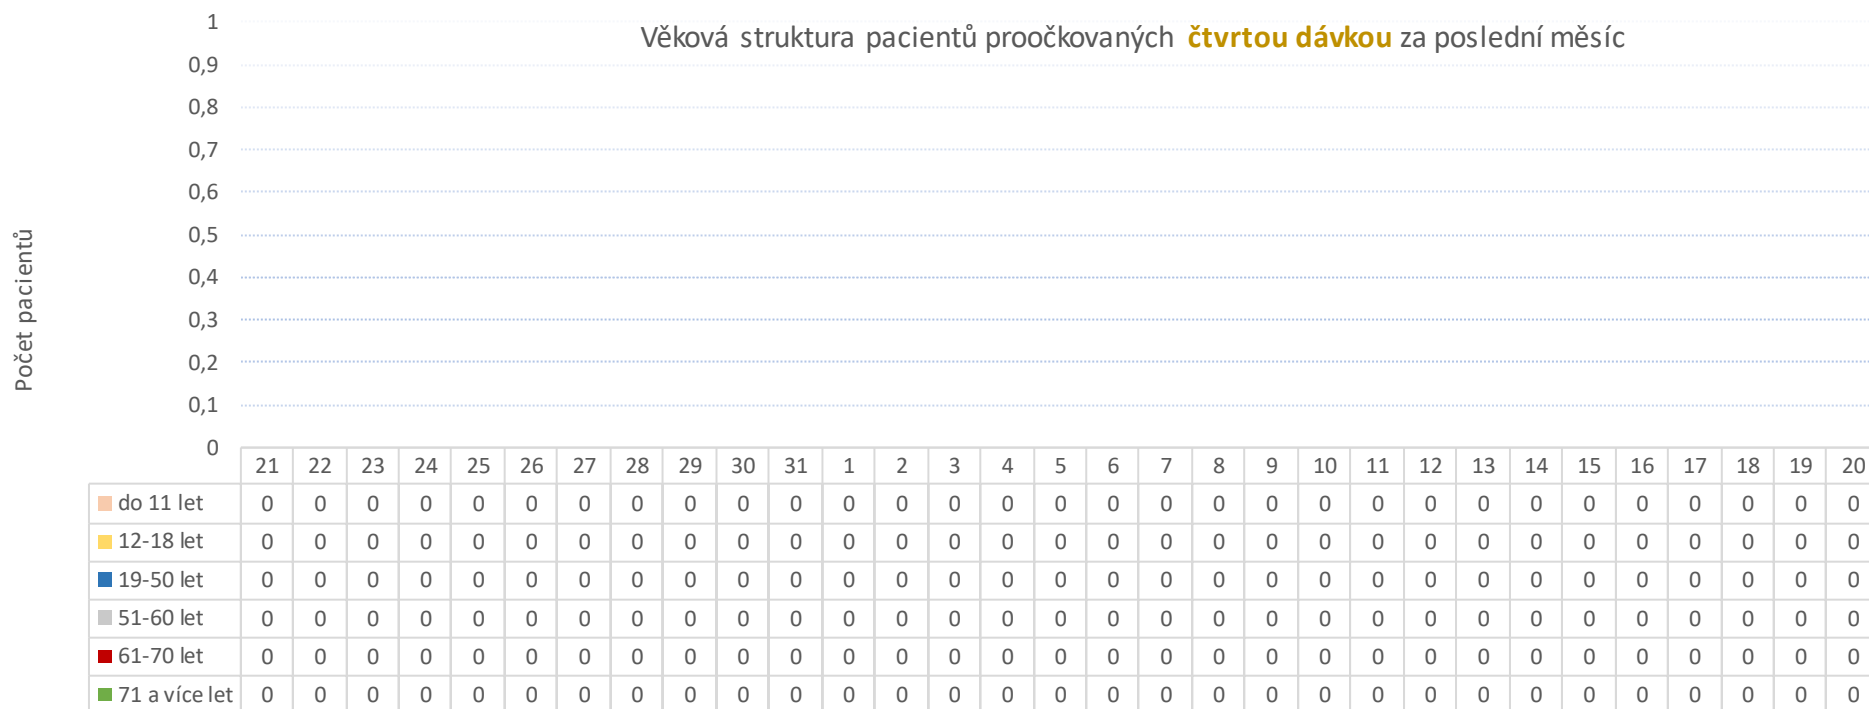 Věková struktura pacientů proočkovaných čtvrtou dávkou za poslední měsíc
Počet pacientů
1
0,9
0,8
0,7
0,6
0,5
0,4
0,3
0,2
0,1
0
21 22 23 24 25 26 27 28 29 30 31 1 2 3 4 5 6 7 8 9 10 11 12 13 14 15 16 17 18 19 20
do 11 let 0 0 0 0 0 0 0 0 0 0 0 0 0 0 0 0 0 0 0 0 0 0 0 0 0 0 0 0 0 0 0
12-18 let 0 0 0 0 0 0 0 0 0 0 0 0 0 0 0 0 0 0 0 0 0 0 0 0 0 0 0 0 0 0 0
19-50 let 0 0 0 0 0 0 0 0 0 0 0 0 0 0 0 0 0 0 0 0 0 0 0 0 0 0 0 0 0 0 0
51-60 let 0 0 0 0 0 0 0 0 0 0 0 0 0 0 0 0 0 0 0 0 0 0 0 0 0 0 0 0 0 0 0
61-70 let 0 0 0 0 0 0 0 0 0 0 0 0 0 0 0 0 0 0 0 0 0 0 0 0 0 0 0 0 0 0 0
71 a více let 0 0 0 0 0 0 0 0 0 0 0 0 0 0 0 0 0 0 0 0 0 0 0 0 0 0 0 0 0 0 0